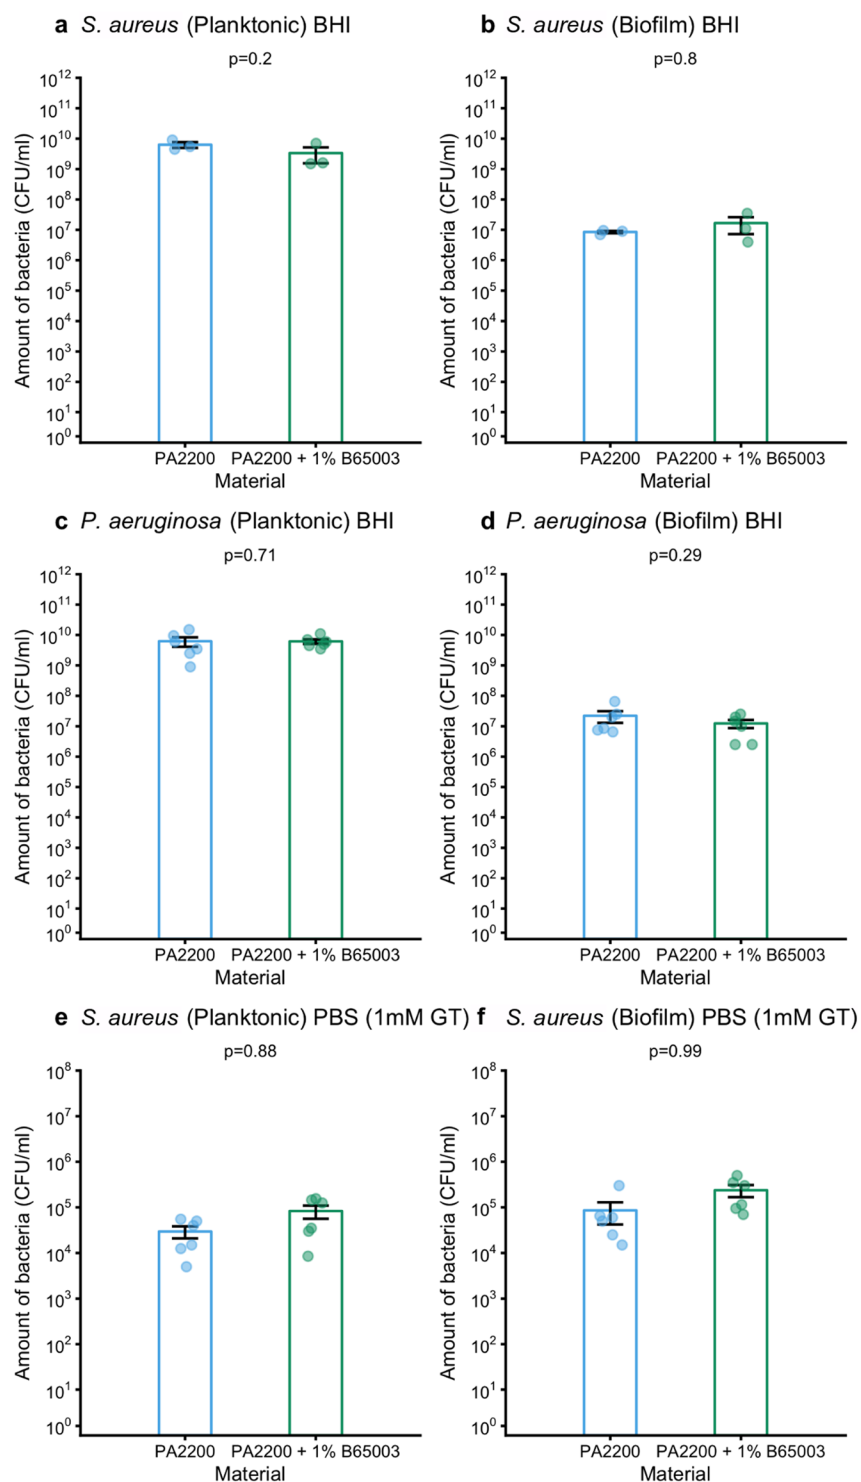 a S. aureus (Planktonic) BHI
p=0.2
10¹²
10¹¹
10¹⁰
10⁹
10⁸
10⁷
10⁶
10⁵
10⁴
10³
10²
10¹
10⁰
Amount of bacteria (CFU/ml)
PA2200 PA2200 + 1% B65003
Material
b S. aureus (Biofilm) BHI
p=0.8
10¹²
10¹¹
10¹⁰
10⁹
10⁸
10⁷
10⁶
10⁵
10⁴
10³
10²
10¹
10⁰
Amount of bacteria (CFU/ml)
PA2200 PA2200 + 1% B65003
Material
c P. aeruginosa (Planktonic) BHI
p=0.71
10¹²
10¹¹
10¹⁰
10⁹
10⁸
10⁷
10⁶
10⁵
10⁴
10³
10²
10¹
10⁰
Amount of bacteria (CFU/ml)
PA2200 PA2200 + 1% B65003
Material
d P. aeruginosa (Biofilm) BHI
p=0.29
10¹²
10¹¹
10¹⁰
10⁹
10⁸
10⁷
10⁶
10⁵
10⁴
10³
10²
10¹
10⁰
Amount of bacteria (CFU/ml)
PA2200 PA2200 + 1% B65003
Material
e S. aureus (Planktonic) PBS (1mM GT)
p=0.88
10⁸
10⁷
10⁶
10⁵
10⁴
10³
10²
10¹
10⁰
Amount of bacteria (CFU/ml)
PA2200 PA2200 + 1% B65003
Material
f S. aureus (Biofilm) PBS (1mM GT)
p=0.99
10⁸
10⁷
10⁶
10⁵
10⁴
10³
10²
10¹
10⁰
Amount of bacteria (CFU/ml)
PA2200 PA2200 + 1% B65003
Material